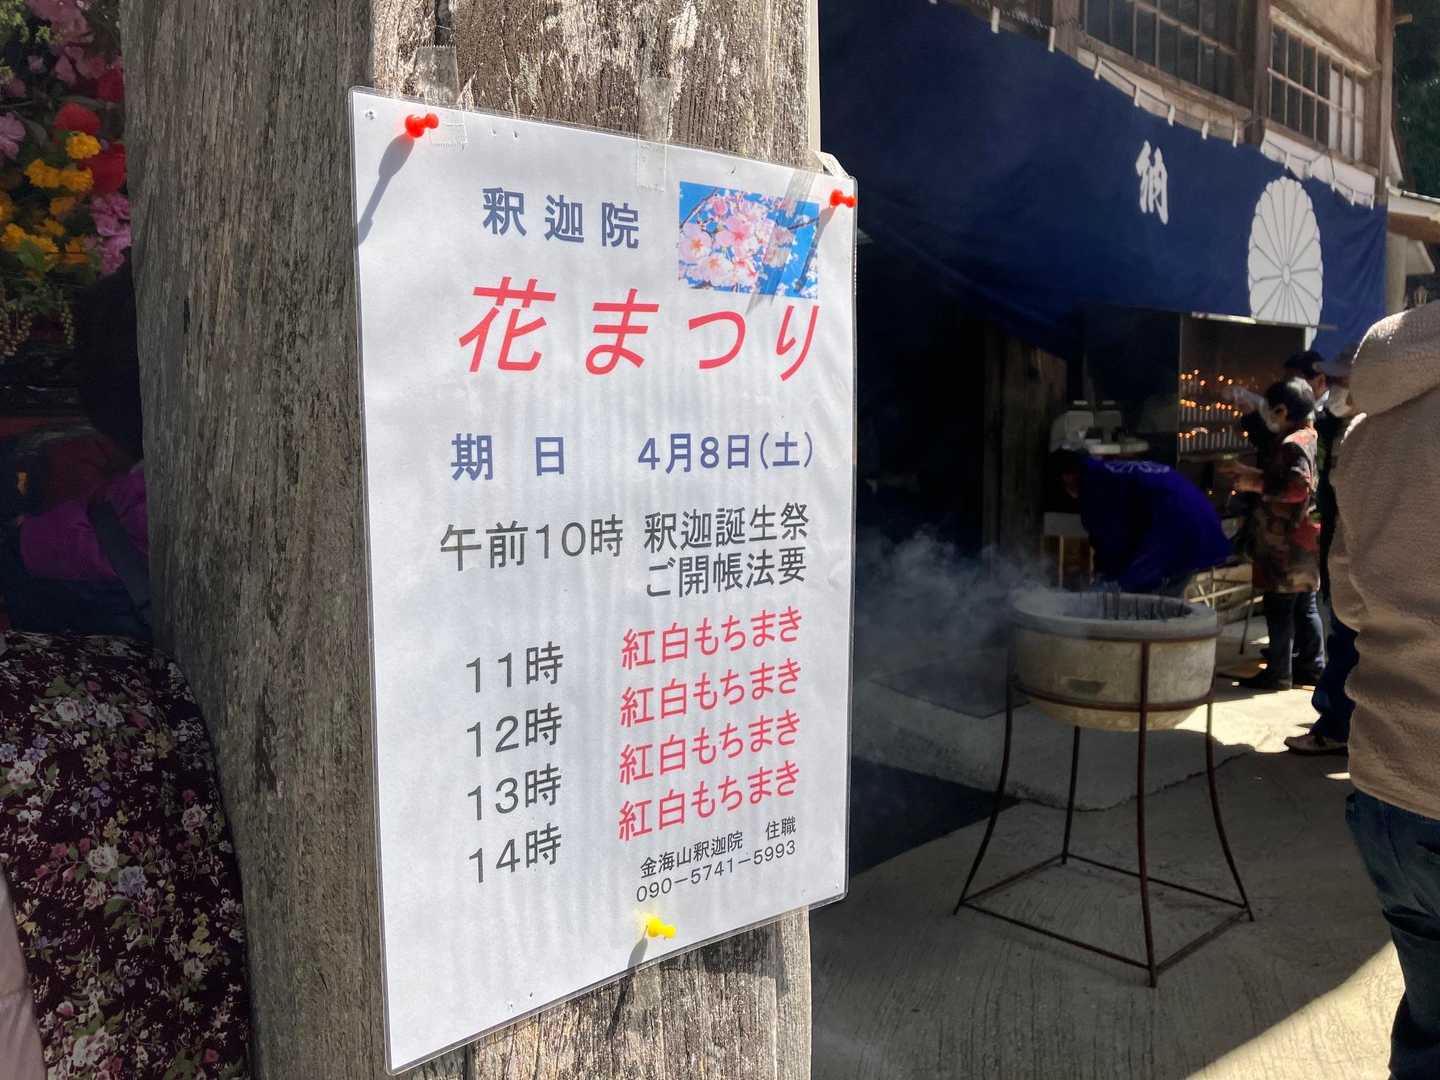 釈迦院
花まつり
期日 4月8日(土)
午前10時 釈迦誕生祭
ご開帳法要
11時 紅白もちまき
12時 紅白もちまき
13時 紅白もちまき
14時 紅白もちまき
金海山釈迦院 住職
090-5741-5993
納